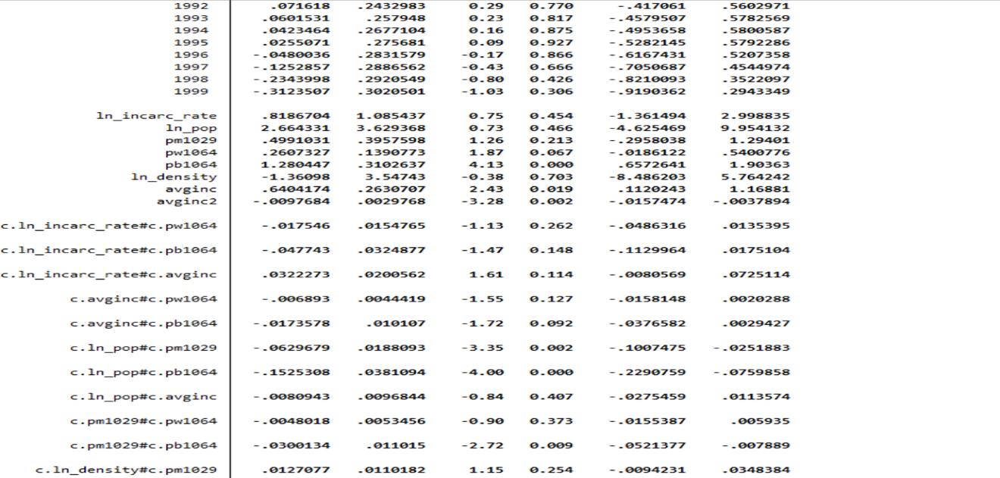 1992 .071618 .2432983 0.29 0.770 -.417061 .5602971
1993 .0601531 .257948 0.23 0.817 -.4579507 .5782569
1994 .0423464 .2677104 0.16 0.875 -.4953658 .5800587
1995 .0255071 .275681 0.09 0.927 -.5282145 .5792286
1996 -.0480036 .2831579 -0.17 0.866 -.6167431 .5207358
1997 -.1252857 .2886562 -0.43 0.666 -.7050687 .4544974
1998 -.2343998 .2920549 -0.80 0.426 -.8210093 .3522097
1999 -.3123507 .3020501 -1.03 0.306 -.9190362 .2943349
ln_incarc_rate .8186704 1.085437 0.75 0.454 -1.361494 2.998835
ln_pop 2.664331 3.629368 0.73 0.466 -4.625469 9.954132
pm1029 .4991031 .3957598 1.26 0.213 -.2958038 1.29401
pw1064 .2607327 .1390773 1.87 0.067 -.0186122 .5400776
pb1064 1.280447 .3102637 4.13 0.000 .6572641 1.90363
ln_density -1.36098 3.54743 -0.38 0.703 -8.486203 5.764242
avginc .6404174 .2630707 2.43 0.019 .1120243 1.16881
avginc2 -.0097684 .0029768 -3.28 0.002 -.0157474 -.0037894
c.ln_incarc_rate#c.pw1064 -.017546 .0154765 -1.13 0.262 -.0486316 .0135395
c.ln_incarc_rate#c.pb1064 -.047743 .0324877 -1.47 0.148 -.1129964 .0175104
c.ln_incarc_rate#c.avginc .0322273 .0200562 1.61 0.114 -.0080569 .0725114
c.avginc#c.pw1064 -.006893 .0044419 -1.55 0.127 -.0158148 .0020288
c.avginc#c.pb1064 -.0173578 .010107 -1.72 0.092 -.0376582 .0029427
c.ln_pop#c.pm1029 -.0629679 .0188093 -3.35 0.002 -.1007475 -.0251883
c.ln_pop#c.pb1064 -.1525308 .0381094 -4.00 0.000 -.2290759 -.0759858
c.ln_pop#c.avginc -.0080943 .0096844 -0.84 0.407 -.0275459 .0113574
c.pm1029#c.pw1064 -.0048018 .0053456 -0.90 0.373 -.0155387 .005935
c.pm1029#c.pb1064 -.0300134 .011015 -2.72 0.009 -.0521377 -.007889
c.ln_density#c.pm1029 .0127077 .0110182 1.15 0.254 -.0094231 .0348384